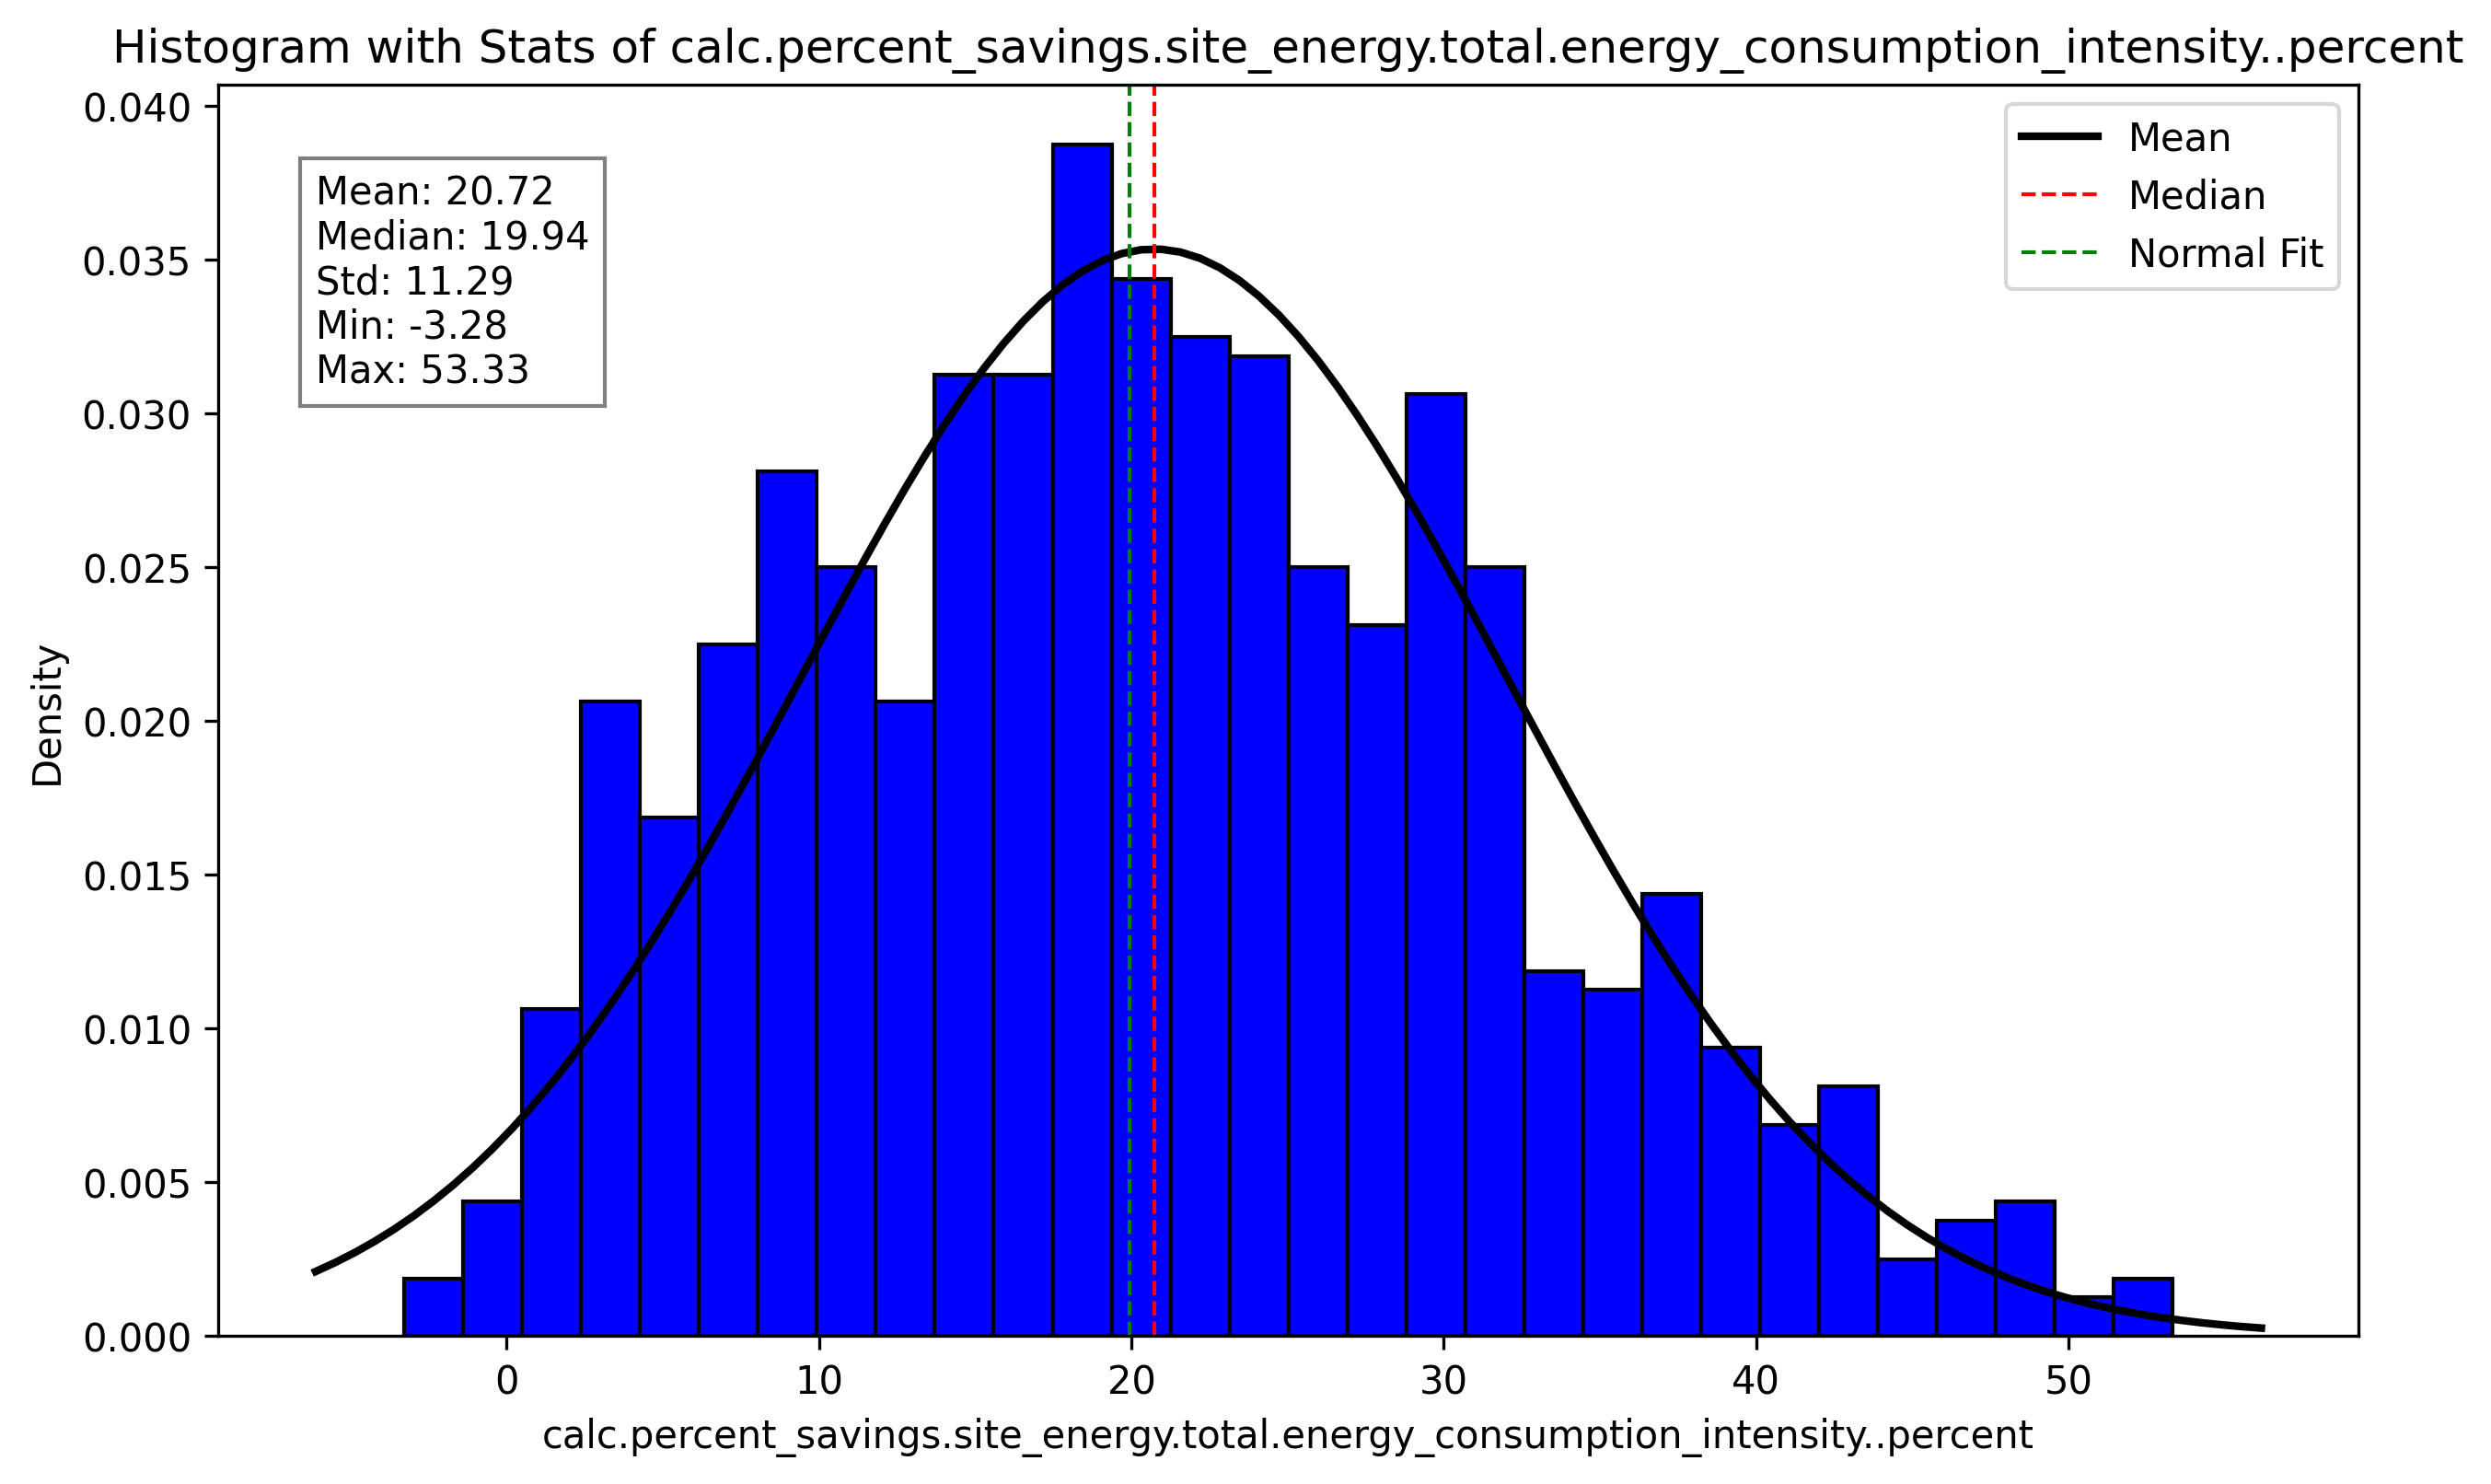 Histogram with Stats of calc.percent_savings.site_energy.total.energy_consumption_intensity..percent
0.040
0.035
0.030
0.025
0.020
0.015
0.010
0.005
0.000
Density
Mean: 20.72
Median: 19.94
Std: 11.29
Min: -3.28
Max: 53.33
Mean
Median
Normal Fit
0 10 20 30 40 50
calc.percent_savings.site_energy.total.energy_consumption_intensity..percent